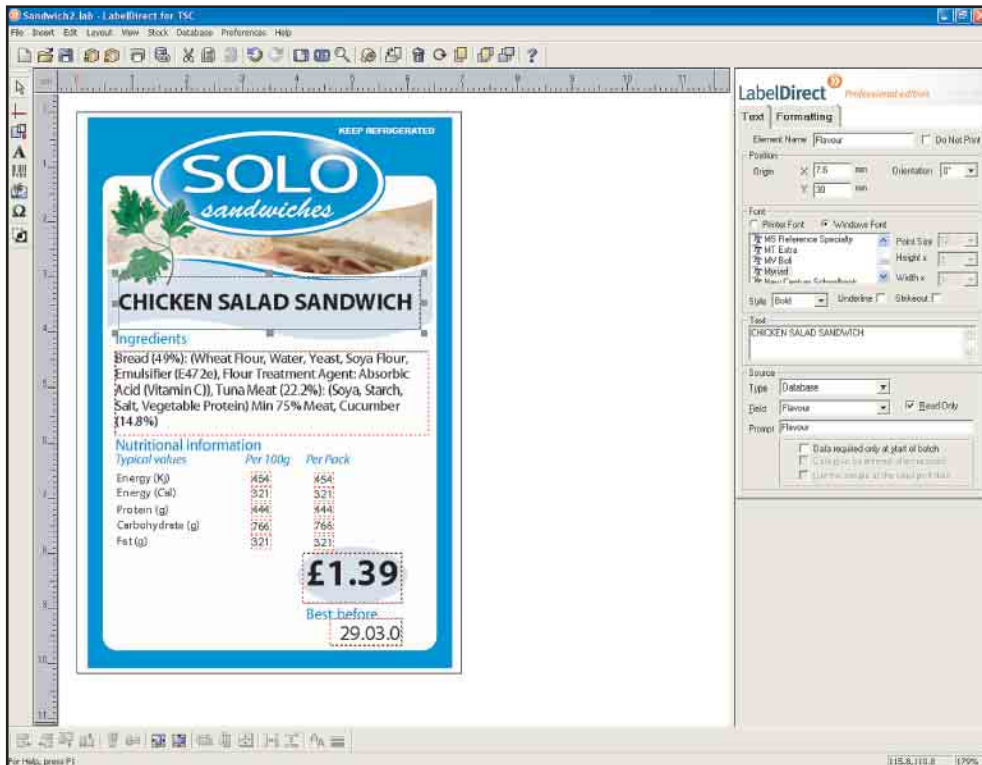 Sandwich2.lab - LabelDirect for TSC
File Insert Edit Layout View Stock Database Preferences Help
LabelDirect Professional edition
Text Formatting
Element Name Flavour Do Not Print
Position
Origin X 7.6 mm Orientation 0°
Y 30 mm
Font
Printer Font Windows Font
MS Reference Specialty
MT Extra
MV Boli
Myriad
New Century Schoolbook
Point Size
Height x
Width x
Style Bold Underline Strikeout
Text
CHICKEN SALAD SANDWICH
Source
Type Database
Field Flavour Read Only
Prompt Flavour
Data required only at start of batch
KEEP REFRIGERATED
SOLO
sandwiches
CHICKEN SALAD SANDWICH
Ingredients
Bread (49%): (Wheat Flour, Water, Yeast, Soya Flour,
Emulsifier (E472e), Flour Treatment Agent: Absorbic
Acid (Vitamin C)), Tuna Meat (22.2%): (Soya, Starch,
Salt, Vegetable Protein) Min 75% Meat, Cucumber
(14.8%)
Nutritional information
Typical values Per 100g Per Pack
Energy (Kj) 454 454
Energy (Cal) 321 321
Protein (g) 444 444
Carbohydrate (g) 766 766
Fat (g) 321 321
£1.39
Best before
29.03.0
For Help, press F1
115.8,110.8 179%